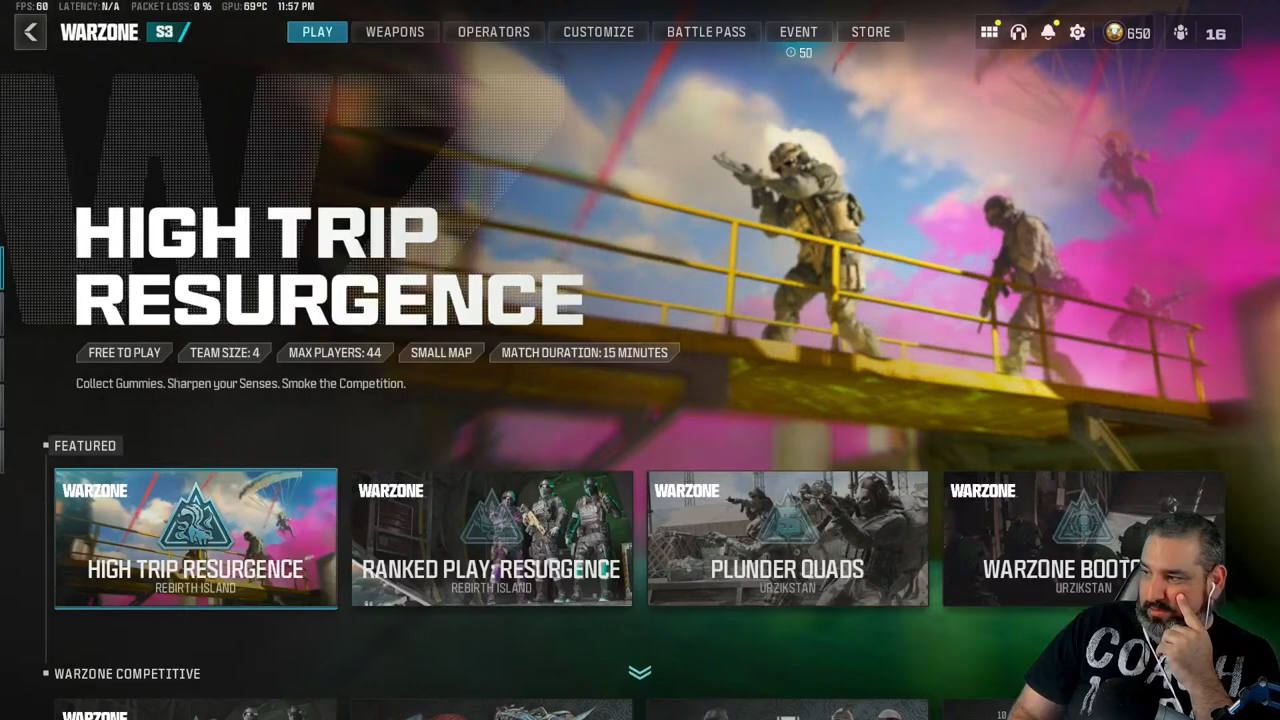 FPS: 60 LATENCY: N/A PACKET LOSS: 0 % GPU: 69°C 11:57 PM
WARZONE S3
PLAY WEAPONS OPERATORS CUSTOMIZE BATTLE PASS EVENT STORE
650 16
50
HIGH TRIP
RESURGENCE
FREE TO PLAY TEAM SIZE: 4 MAX PLAYERS: 44 SMALL MAP MATCH DURATION: 15 MINUTES
Collect Gummies. Sharpen your Senses. Smoke the Competition.
FEATURED
WARZONE
HIGH TRIP RESURGENCE
REBIRTH ISLAND
WARZONE
RANKED PLAY: RESURGENCE
REBIRTH ISLAND
WARZONE
PLUNDER QUADS
URZIKSTAN
WARZONE
WARZONE BOOTC
URZIKSTAN
WARZONE COMPETITIVE
WARZONE
10